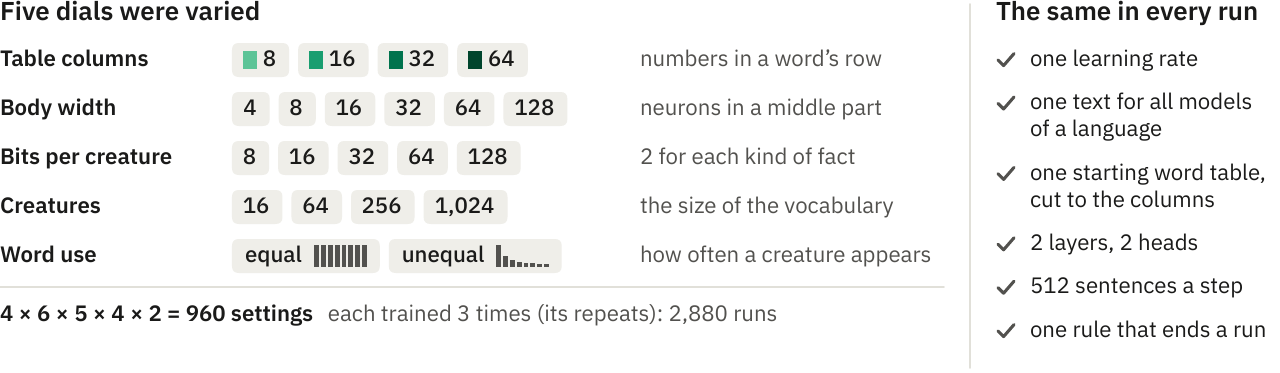 Five dials were varied
Table columns 8 16 32 64 numbers in a word’s row
Body width 4 8 16 32 64 128 neurons in a middle part
Bits per creature 8 16 32 64 128 2 for each kind of fact
Creatures 16 64 256 1,024 the size of the vocabulary
Word use equal unequal how often a creature appears
4 × 6 × 5 × 4 × 2 = 960 settings each trained 3 times (its repeats): 2,880 runs
The same in every run
one learning rate
one text for all models
of a language
one starting word table,
cut to the columns
2 layers, 2 heads
512 sentences a step
one rule that ends a run